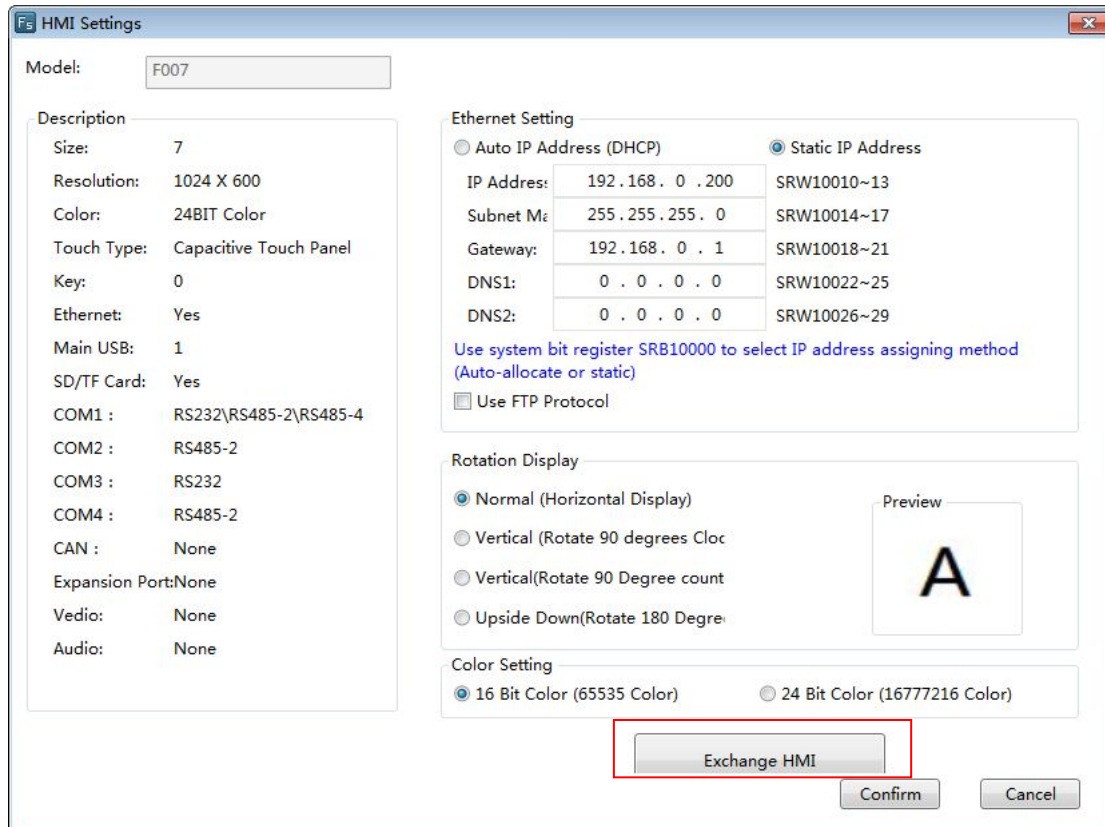 Fs HMI Settings
Model: F007
Description
Size: 7
Resolution: 1024 X 600
Color: 24BIT Color
Touch Type: Capacitive Touch Panel
Key: 0
Ethernet: Yes
Main USB: 1
SD/TF Card: Yes
COM1 : RS232\RS485-2\RS485-4
COM2 : RS485-2
COM3 : RS232
COM4 : RS485-2
CAN : None
Expansion Port:None
Vedio: None
Audio: None
Ethernet Setting
Auto IP Address (DHCP) Static IP Address
IP Address 192.168. 0 .200 SRW10010~13
Subnet Ma 255.255.255. 0 SRW10014~17
Gateway: 192.168. 0 . 1 SRW10018~21
DNS1: 0 . 0 . 0 . 0 SRW10022~25
DNS2: 0 . 0 . 0 . 0 SRW10026~29
Use system bit register SRB10000 to select IP address assigning method
(Auto-allocate or static)
Use FTP Protocol
Rotation Display
Normal (Horizontal Display)
Vertical (Rotate 90 degrees Cloc
Vertical(Rotate 90 Degree count
Upside Down(Rotate 180 Degre
Preview
A
Color Setting
16 Bit Color (65535 Color) 24 Bit Color (16777216 Color)
Exchange HMI
Confirm Cancel